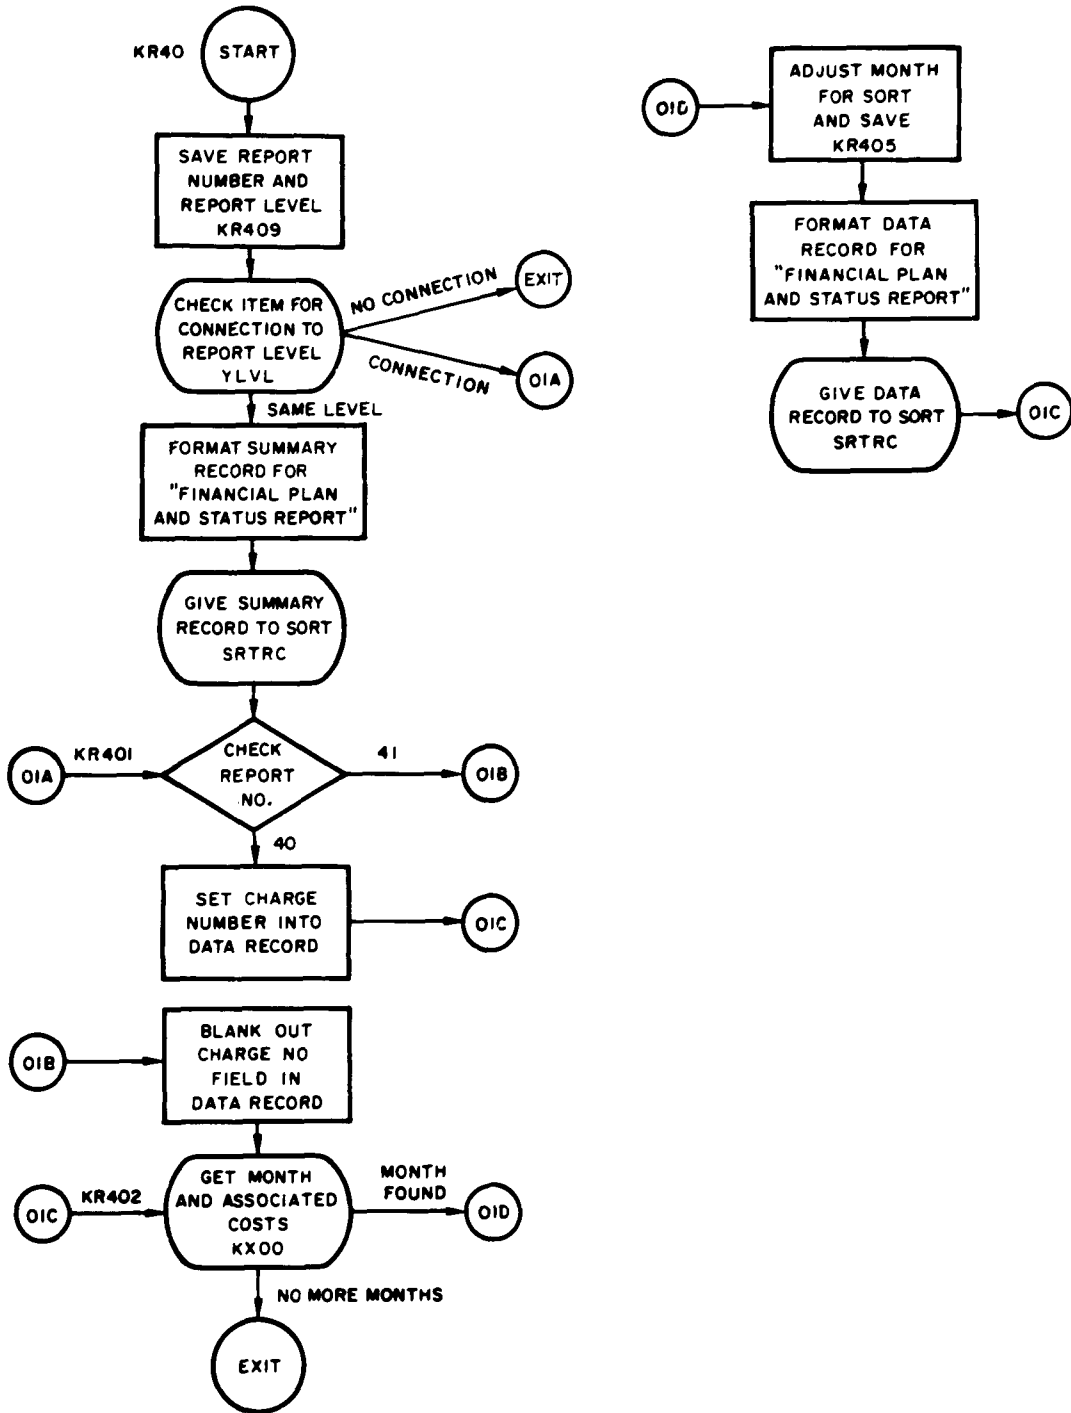 KR40
START
SAVE REPORT
NUMBER AND
REPORT LEVEL
KR409
CHECK ITEM FOR
CONNECTION TO
REPORT LEVEL
YLVL
NO CONNECTION
EXIT
CONNECTION
01A
SAME LEVEL
FORMAT SUMMARY
RECORD FOR
"FINANCIAL PLAN
AND STATUS REPORT"
GIVE SUMMARY
RECORD TO SORT
SRTRC
01A
KR401
CHECK
REPORT
NO.
41
01B
40
SET CHARGE
NUMBER INTO
DATA RECORD
01C
01B
BLANK OUT
CHARGE NO
FIELD IN
DATA RECORD
01C
KR402
GET MONTH
AND ASSOCIATED
COSTS
KX00
MONTH
FOUND
01D
NO MORE MONTHS
EXIT
01D
ADJUST MONTH
FOR SORT
AND SAVE
KR405
FORMAT DATA
RECORD FOR
"FINANCIAL PLAN
AND STATUS REPORT"
GIVE DATA
RECORD TO SORT
SRTRC
01C